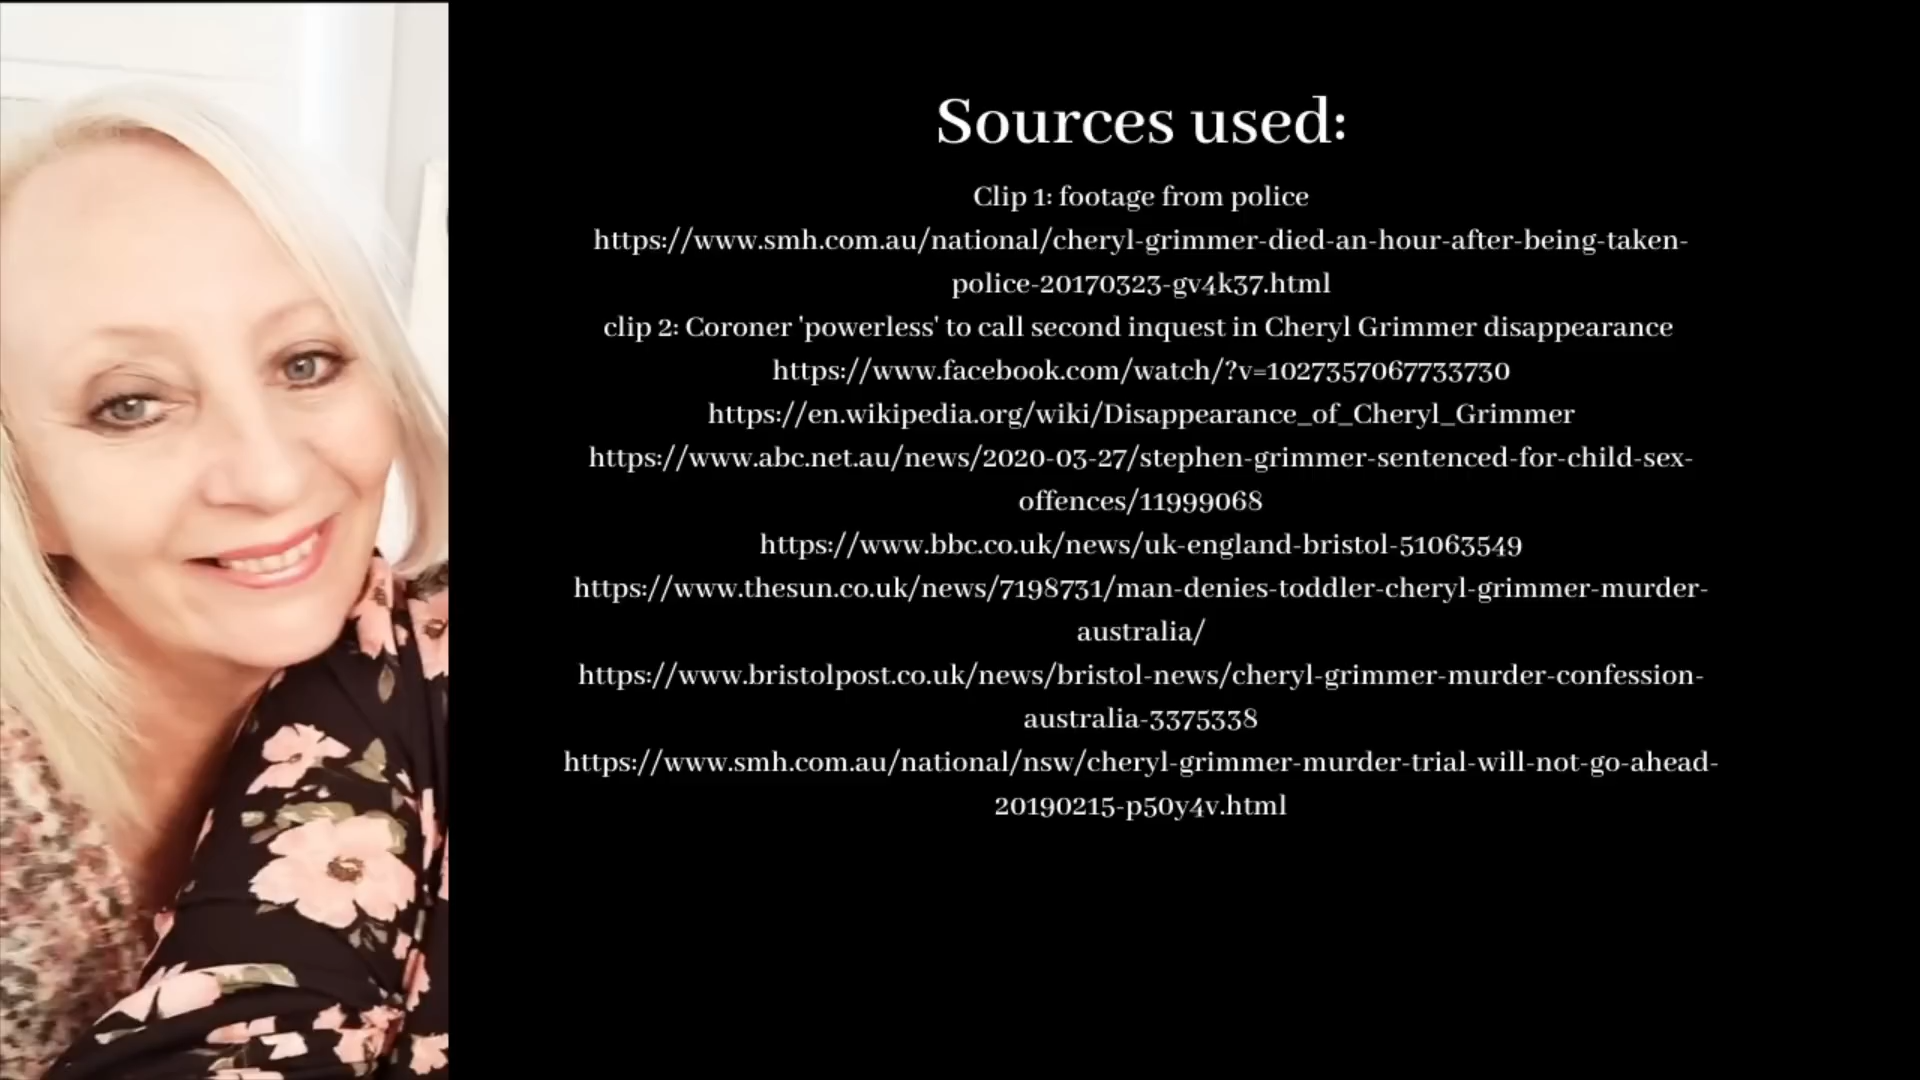 Sources used:
Clip 1: footage from police
https://www.smh.com.au/national/cheryl-grimmer-died-an-hour-after-being-taken-
police-20170323-gv4k37.html
clip 2: Coroner 'powerless' to call second inquest in Cheryl Grimmer disappearance
https://www.facebook.com/watch/?v=1027357067733730
https://en.wikipedia.org/wiki/Disappearance_of_Cheryl_Grimmer
https://www.abc.net.au/news/2020-03-27/stephen-grimmer-sentenced-for-child-sex-
offences/11999068
https://www.bbc.co.uk/news/uk-england-bristol-51063549
https://www.thesun.co.uk/news/7198731/man-denies-toddler-cheryl-grimmer-murder-
australia/
https://www.bristolpost.co.uk/news/bristol-news/cheryl-grimmer-murder-confession-
australia-3375338
https://www.smh.com.au/national/nsw/cheryl-grimmer-murder-trial-will-not-go-ahead-
20190215-p50y4v.html